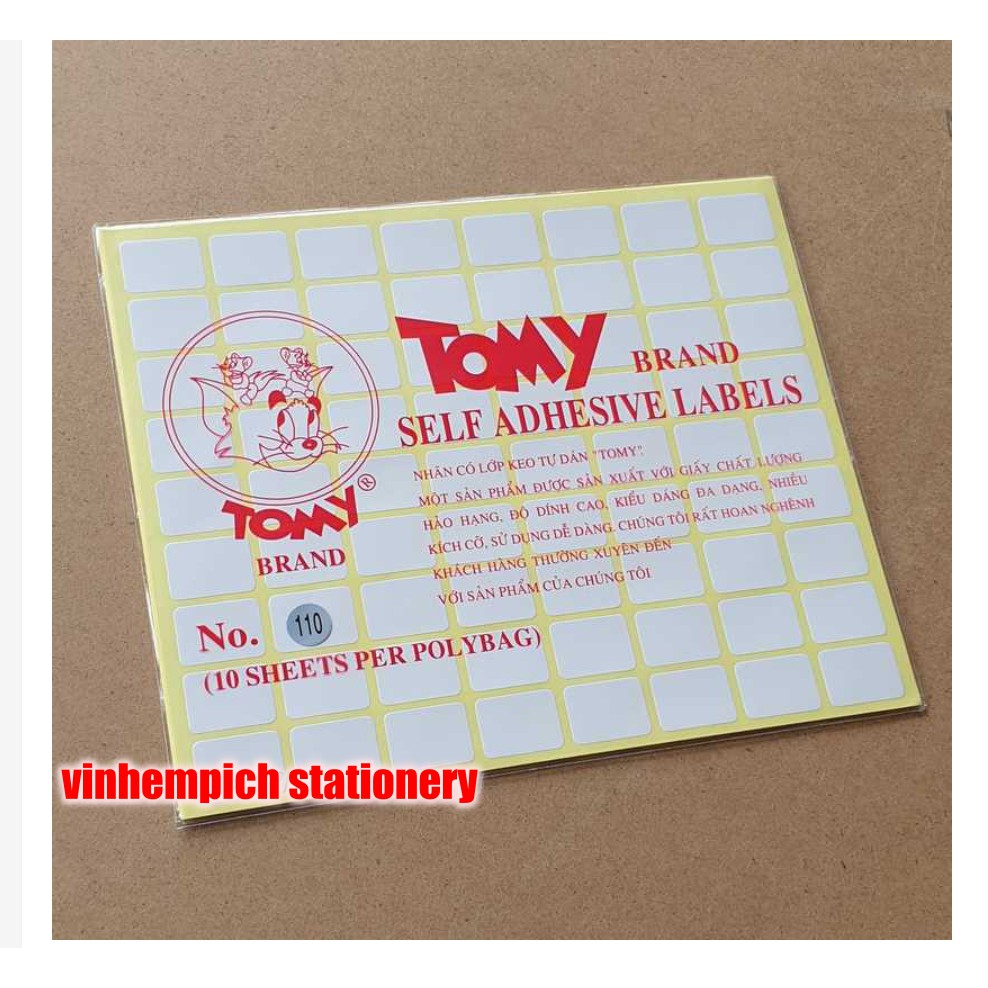 TOMY BRAND
SELF ADHESIVE LABELS
NHÃN CÓ LỚP KEO TỰ DÁN "TOMY".
MỘT SẢN PHẨM ĐƯỢC SẢN XUẤT VỚI GIẤY CHẤT LƯỢNG
HẢO HẠNG, ĐỘ DÍNH CAO, KIỂU DÁNG ĐA DẠNG, NHIỀU
KÍCH CỠ, SỬ DỤNG DỄ DÀNG. CHÚNG TÔI RẤT HOAN NGHÊNH
KHÁCH HÀNG THƯỜNG XUYÊN ĐẾN
VỚI SẢN PHẨM CỦA CHÚNG TÔI
TOMY®
BRAND
No. 110
(10 SHEETS PER POLYBAG)
vinhempich stationery